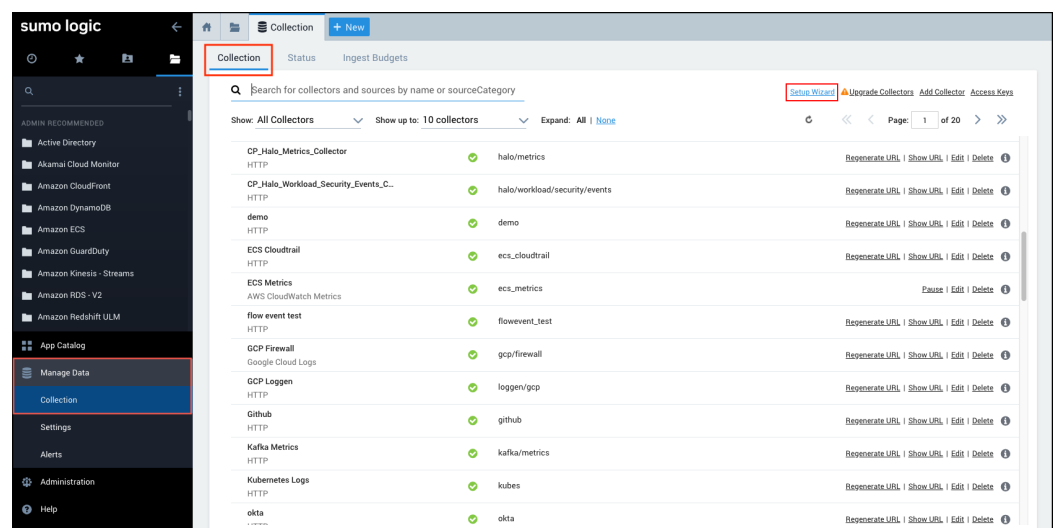 sumo logic
Collection
+ New
Collection Status Ingest Budgets
Search for collectors and sources by name or sourceCategory
Setup Wizard Upgrade Collectors Add Collector Access Keys
Show: All Collectors Show up to: 10 collectors Expand: All | None Page: 1 of 20
ADMIN RECOMMENDED
Active Directory
Akamai Cloud Monitor
Amazon CloudFront
Amazon DynamoDB
Amazon ECS
Amazon GuardDuty
Amazon Kinesis - Streams
Amazon RDS - V2
Amazon Redshift ULM
App Catalog
Manage Data
Collection
Settings
Alerts
Administration
Help
CP_Halo_Metrics_Collector
HTTP
halo/metrics
Regenerate URL | Show URL | Edit | Delete
CP_Halo_Workload_Security_Events_C...
HTTP
halo/workload/security/events
Regenerate URL | Show URL | Edit | Delete
demo
HTTP
demo
Regenerate URL | Show URL | Edit | Delete
ECS Cloudtrail
HTTP
ecs_cloudtrail
Regenerate URL | Show URL | Edit | Delete
ECS Metrics
AWS CloudWatch Metrics
ecs_metrics
Pause | Edit | Delete
flow event test
HTTP
flowevent_test
Regenerate URL | Show URL | Edit | Delete
GCP Firewall
Google Cloud Logs
gcp/firewall
Regenerate URL | Show URL | Edit | Delete
GCP Loggen
HTTP
loggen/gcp
Regenerate URL | Show URL | Edit | Delete
Github
HTTP
github
Regenerate URL | Show URL | Edit | Delete
Kafka Metrics
HTTP
kafka/metrics
Regenerate URL | Show URL | Edit | Delete
Kubernetes Logs
HTTP
kubes
Regenerate URL | Show URL | Edit | Delete
okta
HTTP
okta
Regenerate URL | Show URL | Edit | Delete